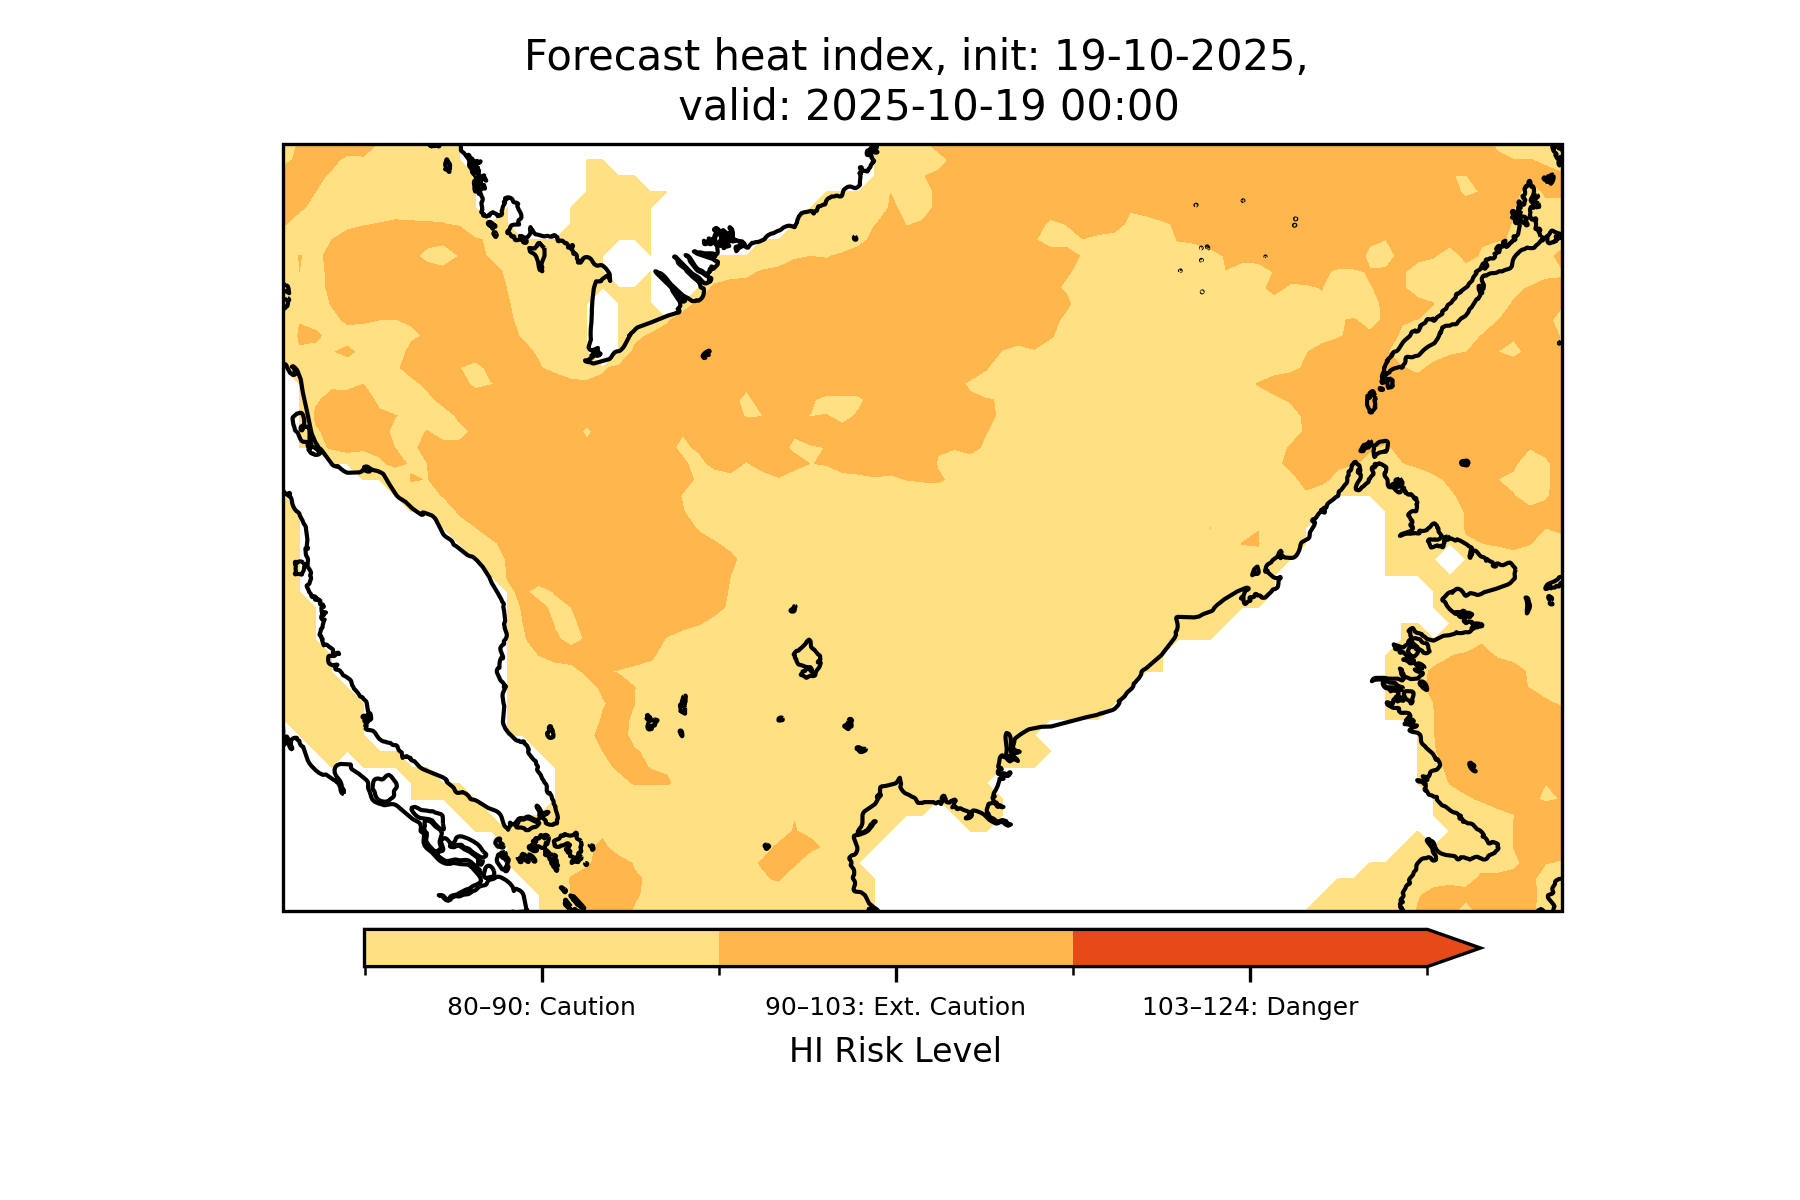 Forecast heat index, init: 19-10-2025,
valid: 2025-10-19 00:00
80–90: Caution
90–103: Ext. Caution
103–124: Danger
HI Risk Level